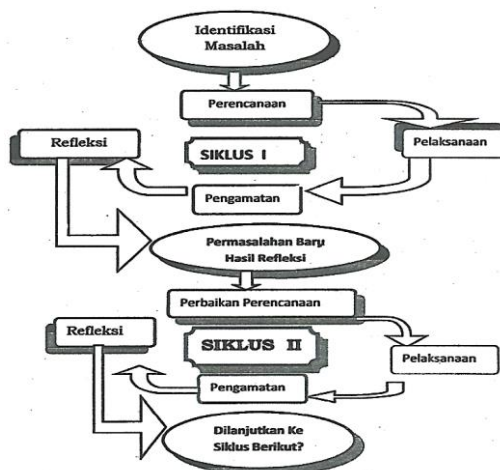 Identifikasi
Masalah
Perencanaan
Refleksi
SIKLUS I
Pelaksanaan
Pengamatan
Permasalahan Baru
Hasil Refleksi
Perbaikan Perencanaan
Refleksi
SIKLUS II
Pelaksanaan
Pengamatan
Dilanjutkan Ke
Siklus Berikut?